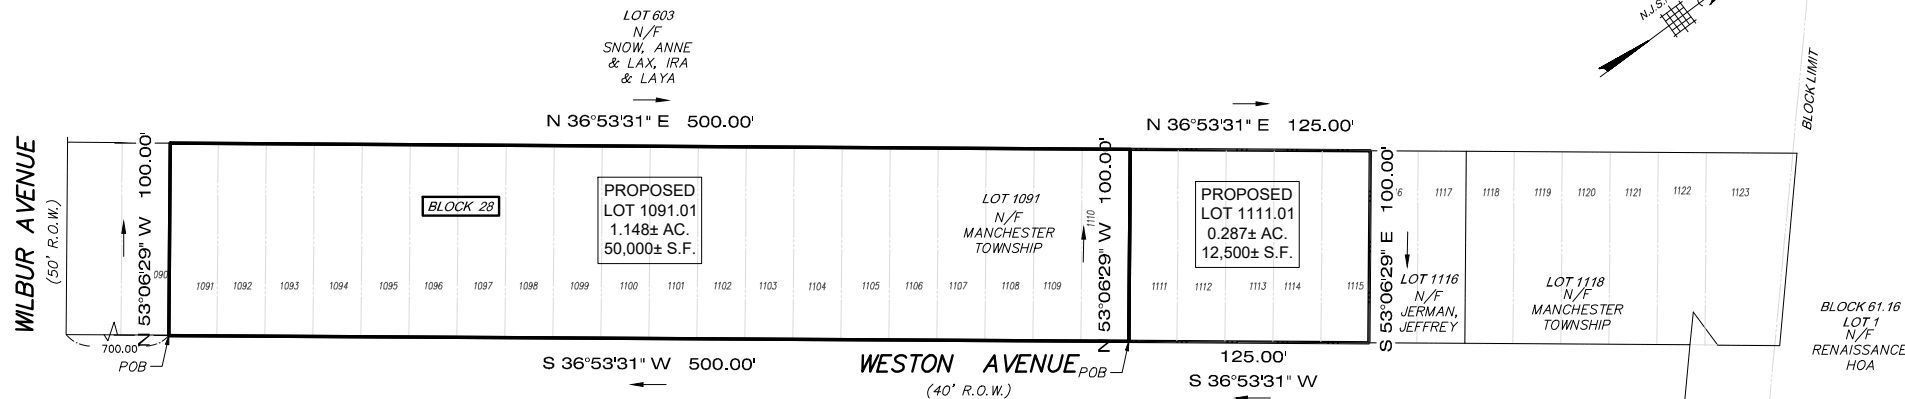 LOT 603
N/F
SNOW, ANNE
& LAX, IRA
& LAYA
N.J.S.
BLOCK LIMIT
N 36°53'31" E 500.00'
N 36°53'31" E 125.00'
WILBUR AVENUE
(50' R.O.W.)
N 53°06'29" W 100.00'
BLOCK 28
PROPOSED
LOT 1091.01
1.148± AC.
50,000± S.F.
LOT 1091
N/F
MANCHESTER
TOWNSHIP
1110
N 53°06'29" W 100.00'
PROPOSED
LOT 1111.01
0.287± AC.
12,500± S.F.
S 53°06'29" E 100.00'
16 1117 1118 1119 1120 1121 1122 1123
090 1091 1092 1093 1094 1095 1096 1097 1098 1099 1100 1101 1102 1103 1104 1105 1106 1107 1108 1109 1111 1112 1113 1114 1115
LOT 1116
N/F
JERMAN,
JEFFREY
LOT 1118
N/F
MANCHESTER
TOWNSHIP
BLOCK 61.16
LOT 1
N/F
RENAISSANCE
HOA
700.00'
POB
S 36°53'31" W 500.00'
WESTON AVENUE
(40' R.O.W.)
POB
125.00'
S 36°53'31" W